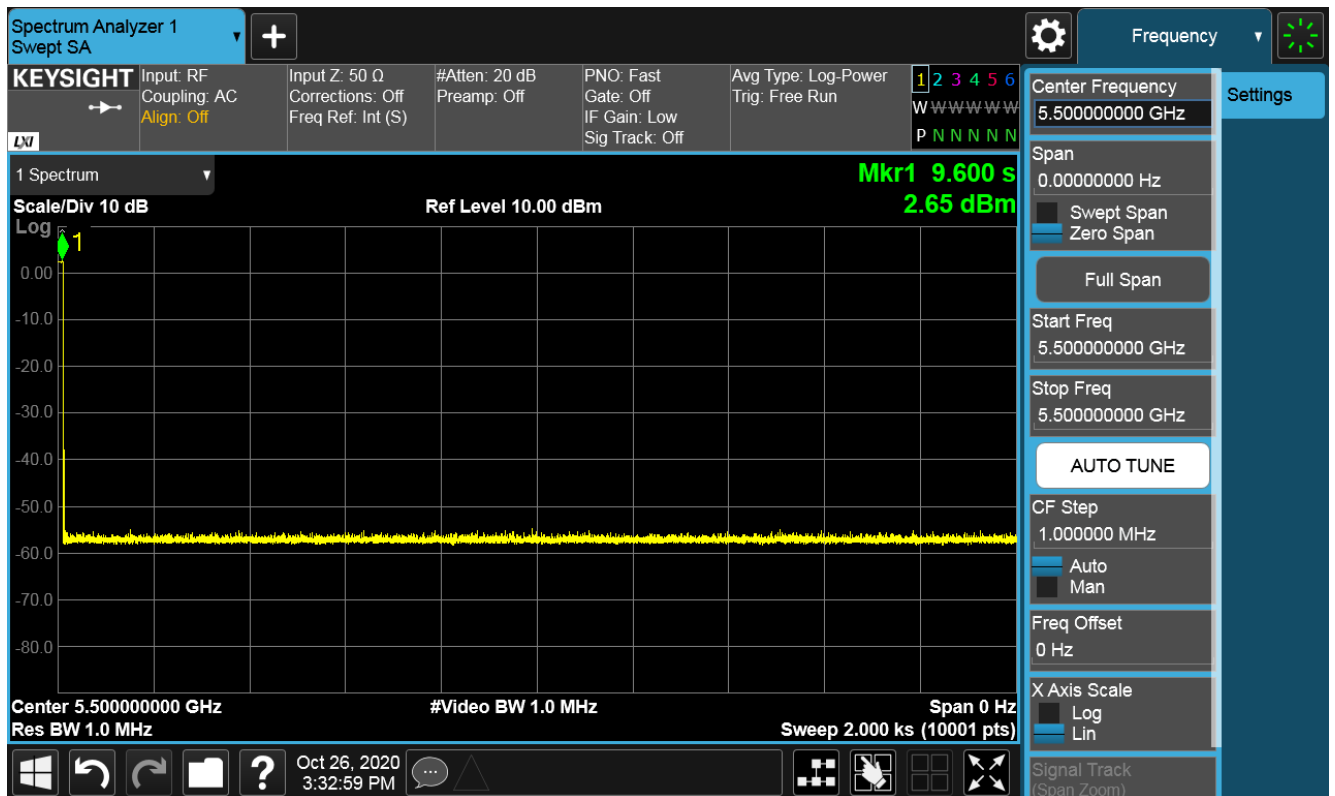 Spectrum Analyzer 1
Swept SA
Frequency
KEYSIGHT
LXI
Input: RF
Coupling: AC
Align: Off
Input Z: 50 Ω
Corrections: Off
Freq Ref: Int (S)
#Atten: 20 dB
Preamp: Off
PNO: Fast
Gate: Off
IF Gain: Low
Sig Track: Off
Avg Type: Log-Power
Trig: Free Run
1 2 3 4 5 6
W W W W W W
P N N N N N
1 Spectrum
Mkr1 9.600 s
2.65 dBm
Scale/Div 10 dB
Ref Level 10.00 dBm
Log
1
0.00
-10.0
-20.0
-30.0
-40.0
-50.0
-60.0
-70.0
-80.0
Center 5.500000000 GHz
#Video BW 1.0 MHz
Span 0 Hz
Res BW 1.0 MHz
Sweep 2.000 ks (10001 pts)
Oct 26, 2020
3:32:59 PM
Center Frequency
5.500000000 GHz
Span
0.00000000 Hz
Swept Span
Zero Span
Full Span
Start Freq
5.500000000 GHz
Stop Freq
5.500000000 GHz
AUTO TUNE
CF Step
1.000000 MHz
Auto
Man
Freq Offset
0 Hz
X Axis Scale
Log
Lin
Signal Track
(Span Zoom)
Settings